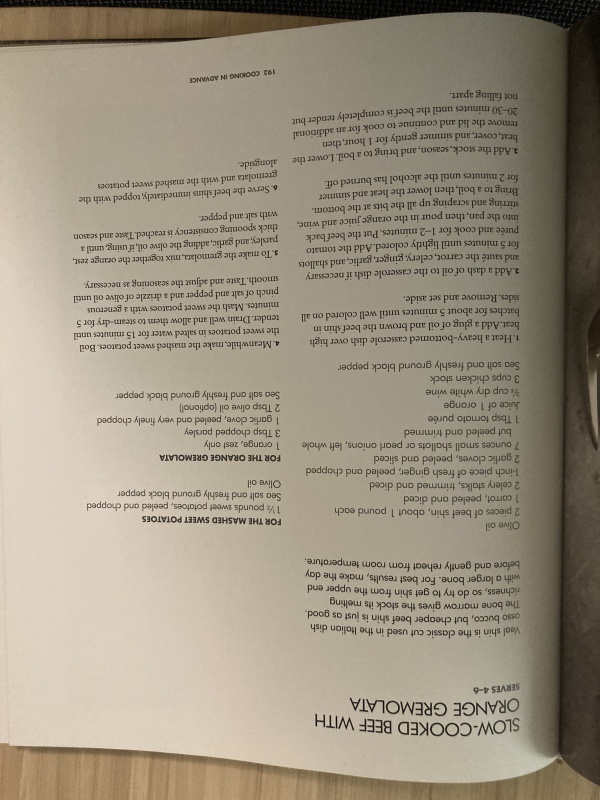 SLOW-COOKED BEEF WITH
ORANGE GREMOLATA
SERVES 4–6
Veal shin is the classic cut used in the Italian dish
osso bucco, but cheaper beef shin is just as good.
The bone marrow gives the stock its melting
richness, so do try to get shin from the upper end
with a larger bone. For best results, make the day
before and gently reheat from room temperature.
Olive oil
2 pieces of beef shin, about 1 pound each
1 carrot, peeled and diced
2 celery stalks, trimmed and diced
1-inch piece of fresh ginger, peeled and chopped
2 garlic cloves, peeled and sliced
7 ounces small shallots or pearl onions, left whole
but peeled and trimmed
1 Tbsp tomato purée
Juice of 1 orange
¾ cup dry white wine
3 cups chicken stock
Sea salt and freshly ground black pepper
1. Heat a heavy-bottomed casserole dish over high
heat. Add a glug of oil and brown the beef shin in
batches for about 5 minutes until well colored on all
sides. Remove and set aside.
2. Add a dash of oil to the casserole dish if necessary
and sauté the carrot, celery, ginger, garlic, and shallots
for 5 minutes until lightly colored. Add the tomato
purée and cook for 1–2 minutes. Put the beef back
into the pan, then pour in the orange juice and wine,
stirring and scraping up all the bits at the bottom.
Bring to a boil, then lower the heat and simmer
for 2 minutes until the alcohol has burned off.
3. Add the stock, season, and bring to a boil. Lower the
heat, cover, and simmer gently for 1 hour, then
remove the lid and continue to cook for an additional
20–30 minutes until the beef is completely tender but
not falling apart.
FOR THE MASHED SWEET POTATOES
1½ pounds sweet potatoes, peeled and chopped
Sea salt and freshly ground black pepper
Olive oil
FOR THE ORANGE GREMOLATA
1 orange, zest only
3 Tbsp chopped parsley
1 garlic clove, peeled and very finely chopped
2 Tbsp olive oil (optional)
Sea salt and freshly ground black pepper
4. Meanwhile, make the mashed sweet potatoes. Boil
the sweet potatoes in salted water for 15 minutes until
tender. Drain well and allow them to steam-dry for 5
minutes. Mash the sweet potatoes with a generous
pinch of salt and pepper and a drizzle of olive oil until
smooth. Taste and adjust the seasoning as necessary.
5. To make the gremolata, mix together the orange zest,
parsley, and garlic, adding the olive oil, if using, until a
thick spooning consistency is reached. Taste and season
with salt and pepper.
6. Serve the beef shins immediately, topped with the
gremolata and with the mashed sweet potatoes
alongside.
192 COOKING IN ADVANCE